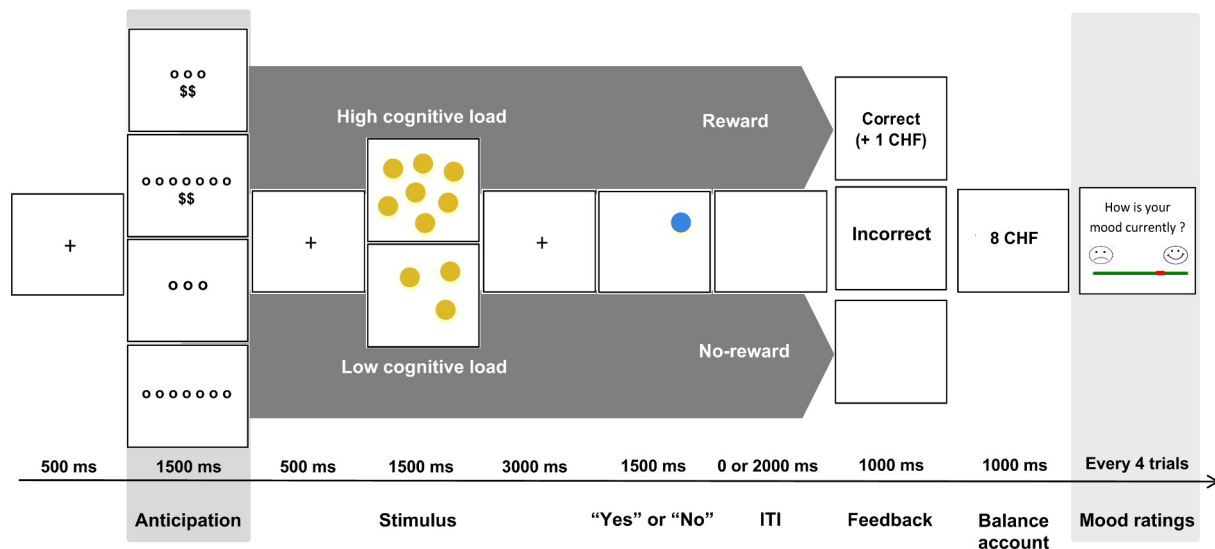 +
o o o
$$
o o o o o o o
$$
o o o
o o o o o o o
High cognitive load
Low cognitive load
Reward
No-reward
+
+
Correct
(+ 1 CHF)
Incorrect
8 CHF
How is your
mood currently ?
500 ms
1500 ms
500 ms
1500 ms
3000 ms
1500 ms
0 or 2000 ms
1000 ms
1000 ms
Every 4 trials
Anticipation
Stimulus
“Yes” or “No”
ITI
Feedback
Balance
account
Mood ratings